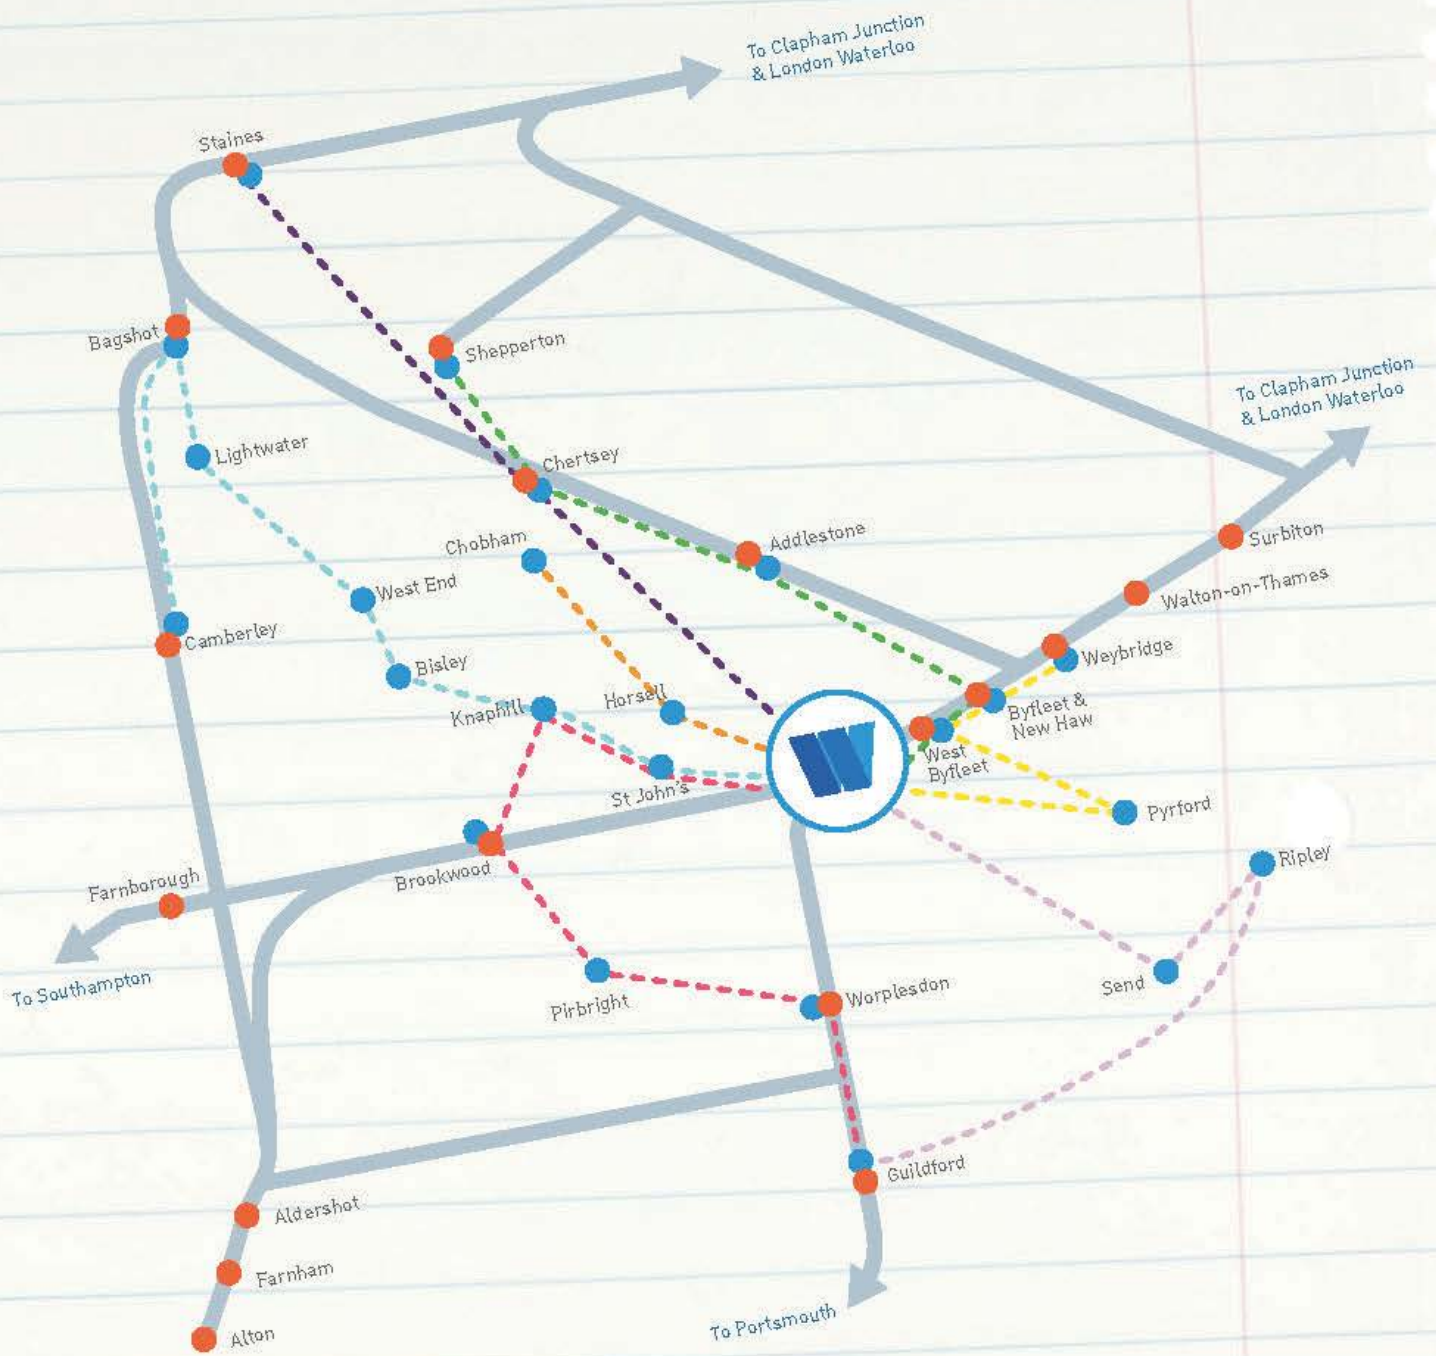 To Clapham Junction
& London Waterloo
Staines
Bagshot
Shepperton
To Clapham Junction
& London Waterloo
Lightwater
Chertsey
Chobham
Addlestone
Surbiton
West End
Walton-on-Thames
Camberley
Bisley
Weybridge
Knaphill
Horsell
Byfleet &
New Haw
West
Byfleet
St John's
Pyrford
Ripley
Brookwood
Farnborough
To Southampton
Pirbright
Worplesdon
Send
Guildford
Aldershot
Farnham
To Portsmouth
Alton